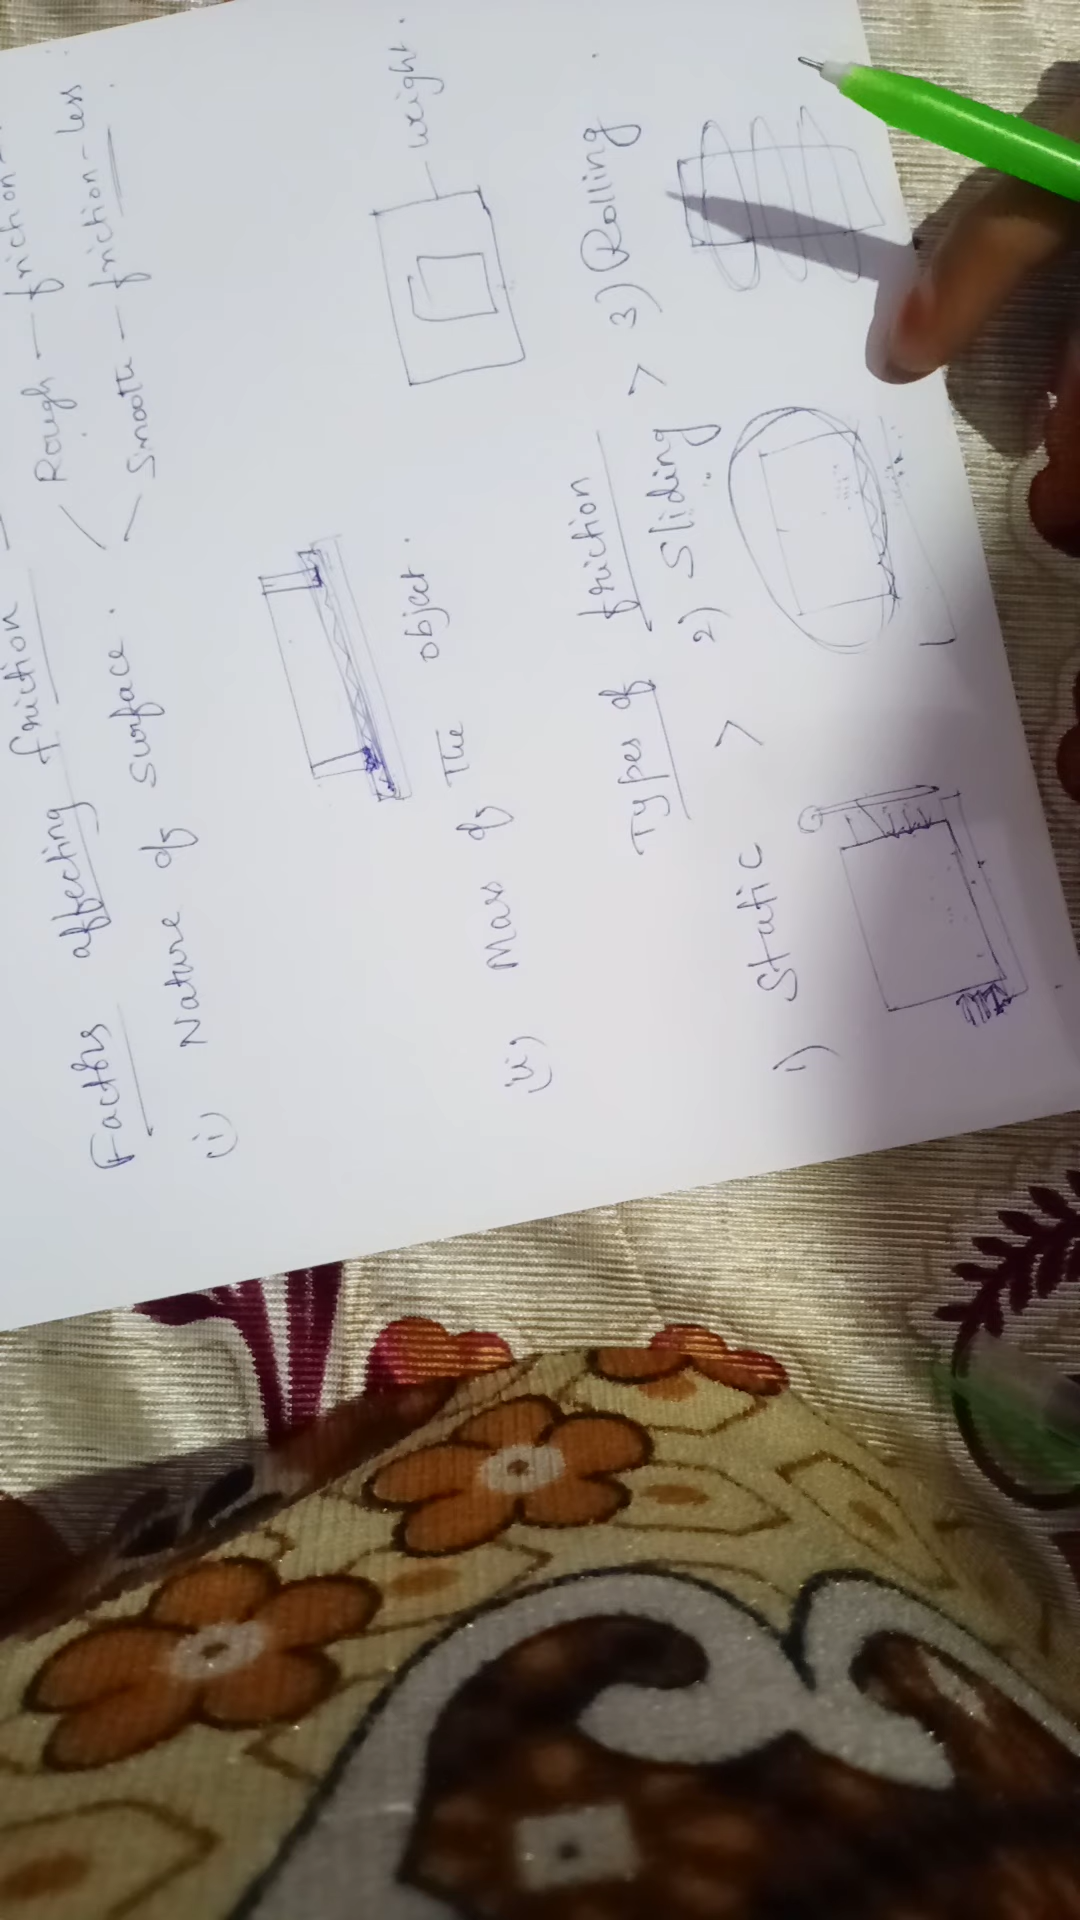 Factors affecting friction
(i) Nature of surface.
Rough - friction -
Smooth - friction - less
(ii) Mass of the object.
weight.
Types of friction
1) Static > 2) Sliding > 3) Rolling